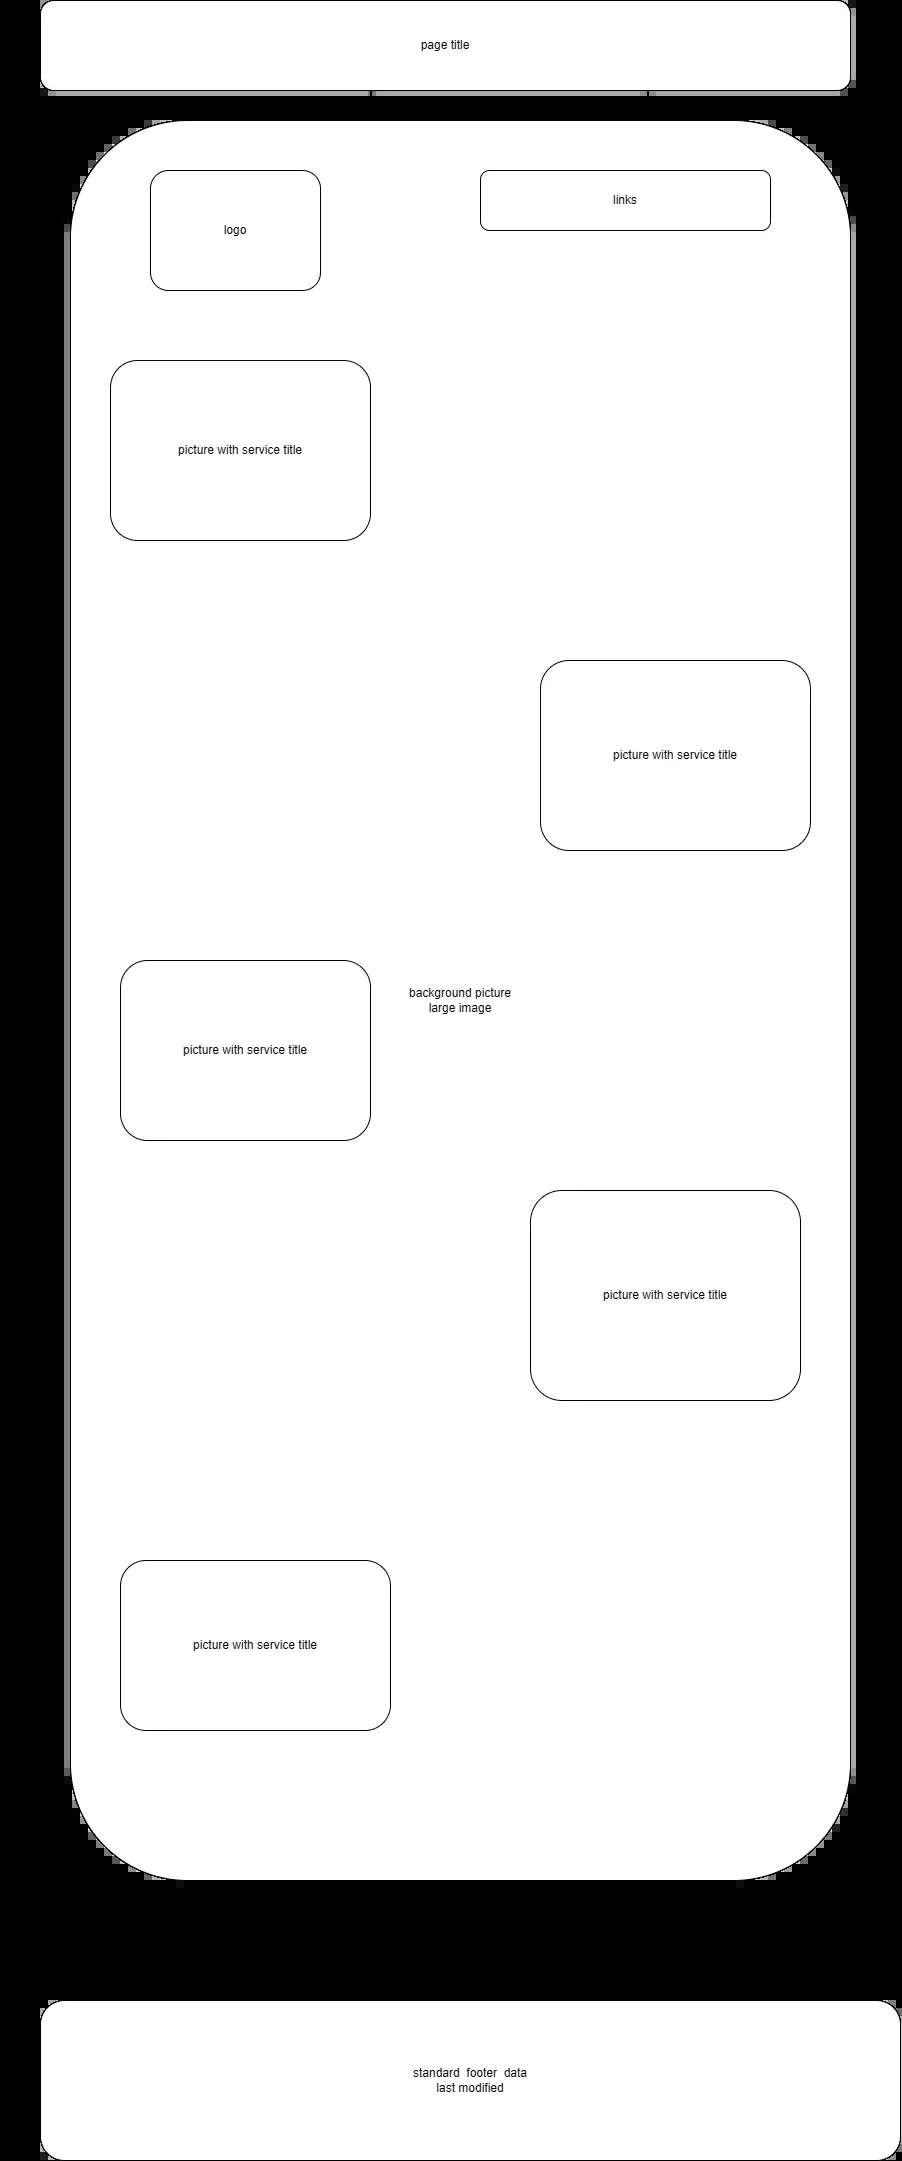 page title
logo
links
picture with service title
picture with service title
background picture
large image
picture with service title
picture with service title
picture with service title
standard  footer  data
last modified